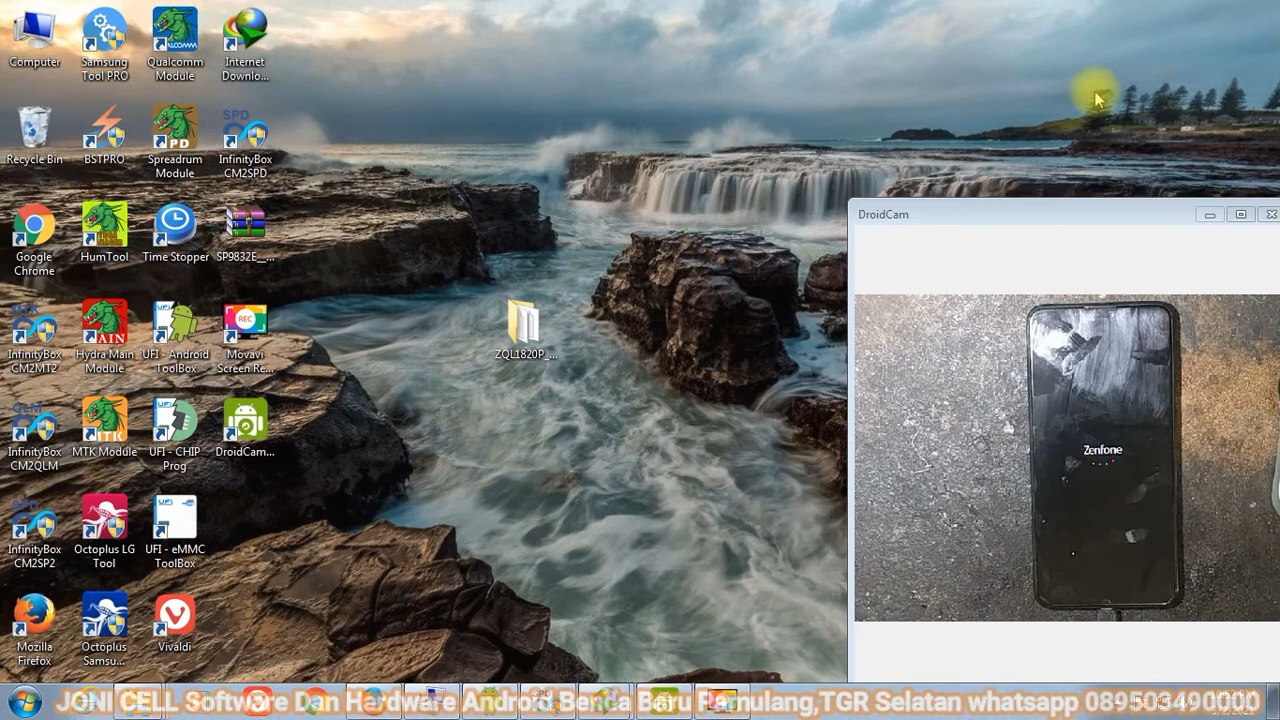 Computer
Samsung
Tool PRO
Qualcomm
Module
Internet
Downlo...
Recycle Bin
BSTPRO
Spreadrum
Module
SPD
InfinityBox
CM2SPD
Google
Chrome
HumTool
Time Stopper
SP9832E__...
InfinityBox
CM2MT2
Hydra Main
Module
UFI - Android
ToolBox
REC
Movavi
Screen Re...
InfinityBox
CM2QLM
MTK Module
UFI - CHIP
Prog
DroidCam...
InfinityBox
CM2SP2
Octoplus LG
Tool
UFI - eMMC
ToolBox
Mozilla
Firefox
Octoplus
Samsu...
Vivaldi
ZQL1820P_...
DroidCam
Zenfone
JONI CELL Software Dan Hardware Android Benda Baru Pamulang,TGR Selatan whatsapp